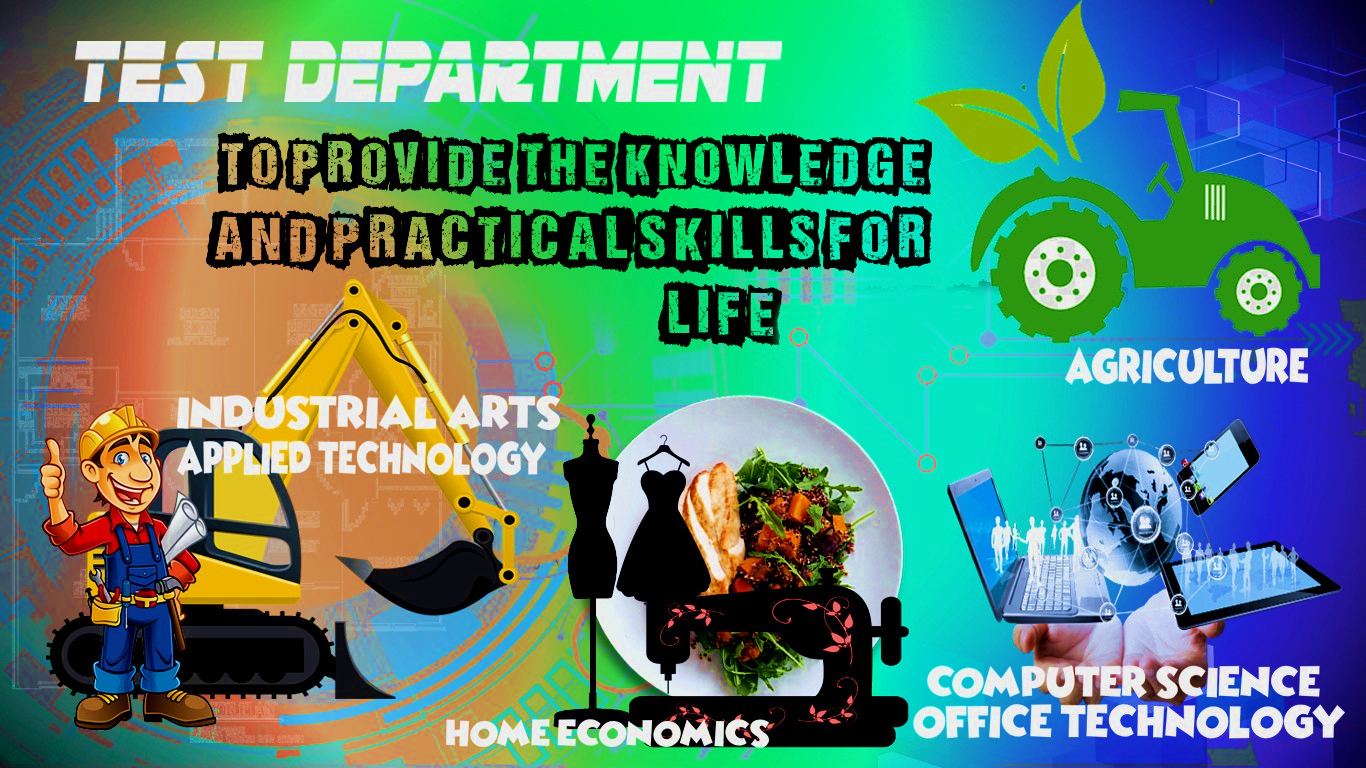 TEST DEPARTMENT
TO PROVIDE THE KNOWLEDGE
AND PRACTICAL SKILLS FOR
LIFE
AGRICULTURE
INDUSTRIAL ARTS
APPLIED TECHNOLOGY
COMPUTER SCIENCE
OFFICE TECHNOLOGY
HOME ECONOMICS